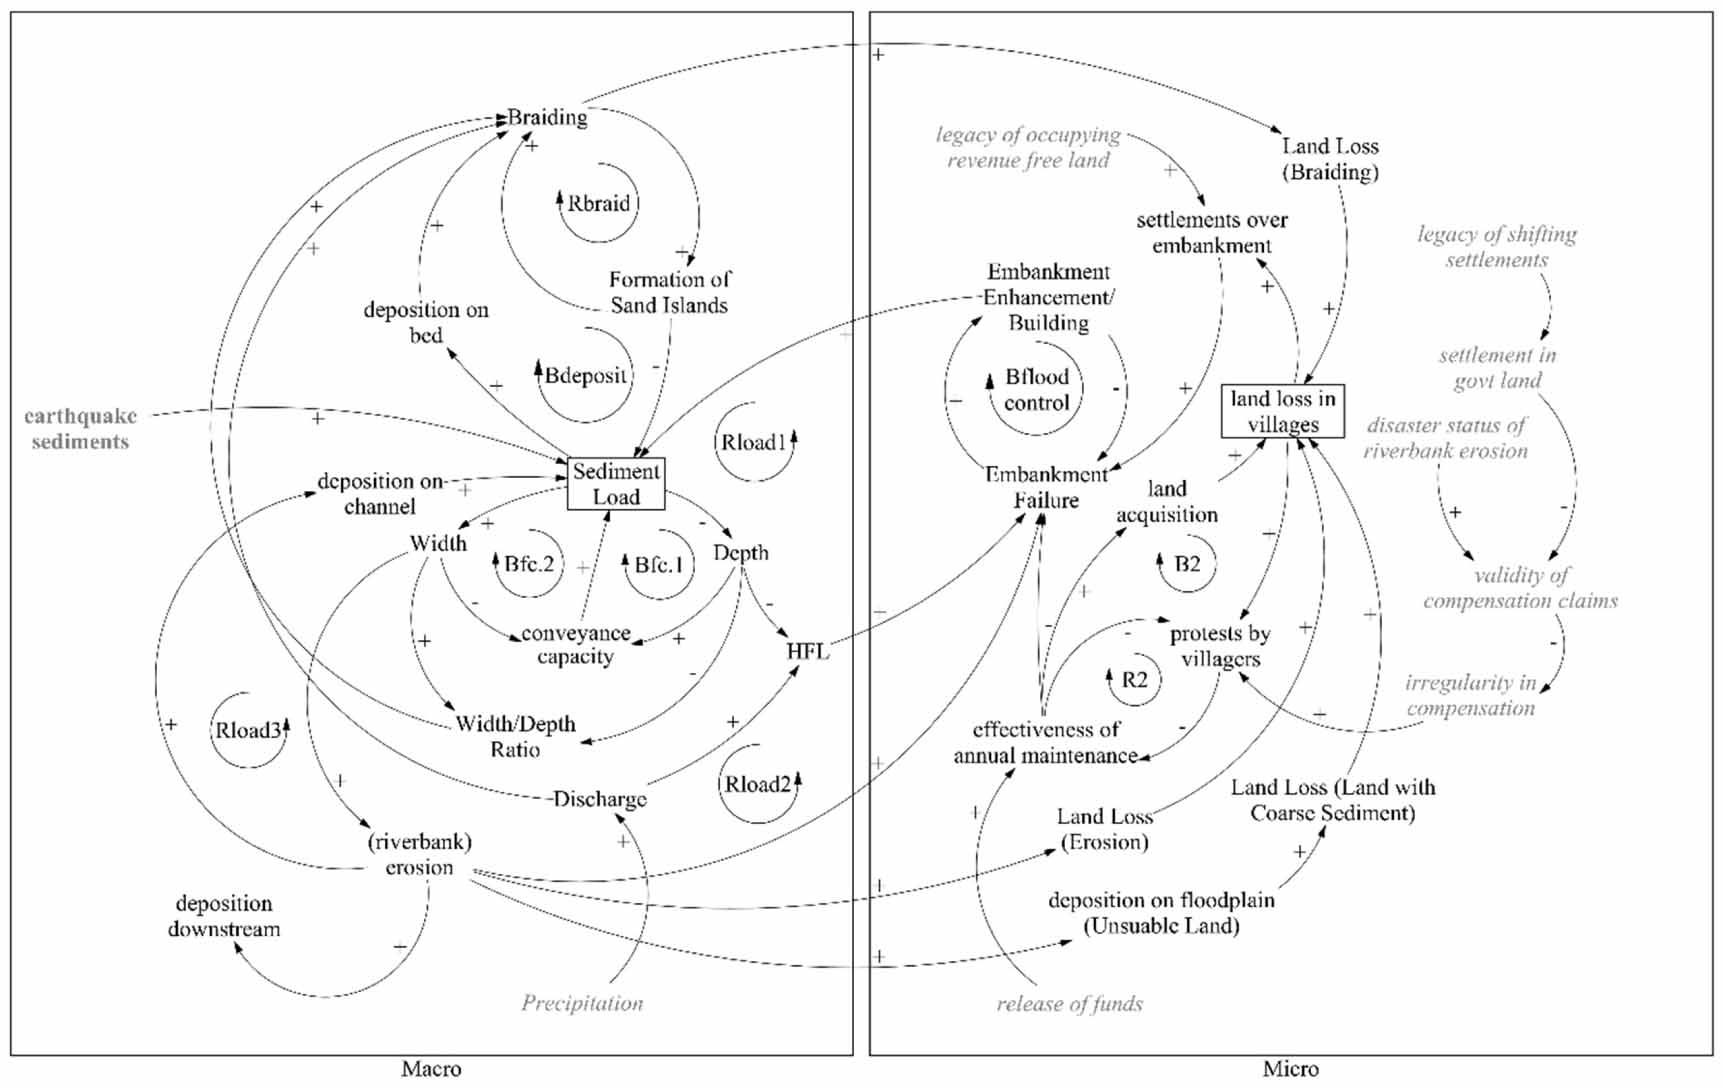 Braiding
Rbraid
Formation of
Sand Islands
deposition on
bed
Bdeposit
earthquake
sediments
Rload1
Sediment
Load
deposition on
channel
Width
Bfc.2
Bfc.1
Depth
conveyance
capacity
HFL
Width/Depth
Ratio
Rload3
Rload2
Discharge
(riverbank)
erosion
deposition
downstream
Precipitation
Macro
legacy of occupying
revenue free land
Land Loss
(Braiding)
settlements over
embankment
legacy of shifting
settlements
Embankment
Enhancement/
Building
Bflood
control
settlement in
govt land
land loss in
villages
disaster status of
riverbank erosion
Embankment
Failure
land
acquisition
B2
validity of
compensation claims
protests by
villagers
R2
irregularity in
compensation
effectiveness of
annual maintenance
Land Loss (Land with
Coarse Sediment)
Land Loss
(Erosion)
deposition on floodplain
(Unsuable Land)
release of funds
Micro